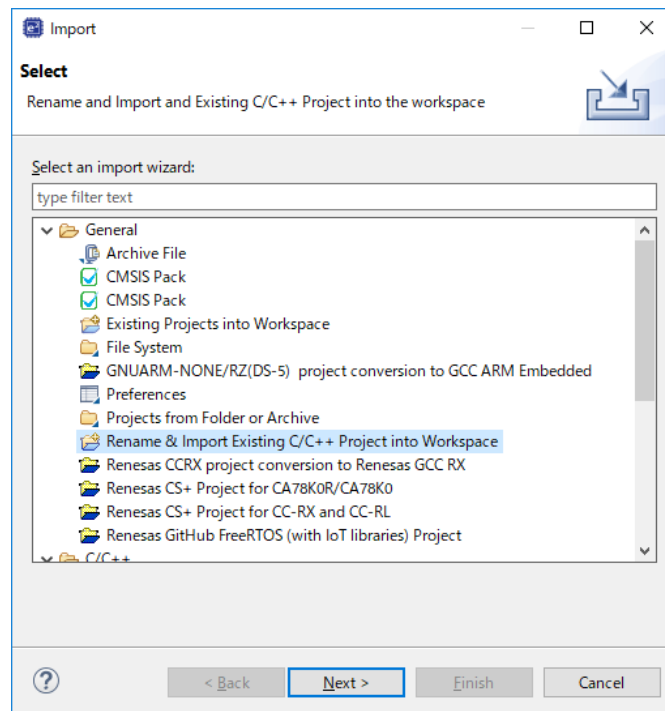 Import
Select
Rename and Import and Existing C/C++ Project into the workspace
Select an import wizard:
type filter text
General
Archive File
CMSIS Pack
CMSIS Pack
Existing Projects into Workspace
File System
GNUARM-NONE/RZ(DS-5) project conversion to GCC ARM Embedded
Preferences
Projects from Folder or Archive
Rename & Import Existing C/C++ Project into Workspace
Renesas CCRX project conversion to Renesas GCC RX
Renesas CS+ Project for CA78K0R/CA78K0
Renesas CS+ Project for CC-RX and CC-RL
Renesas GitHub FreeRTOS (with IoT libraries) Project
C/C++
< Back Next > Finish Cancel